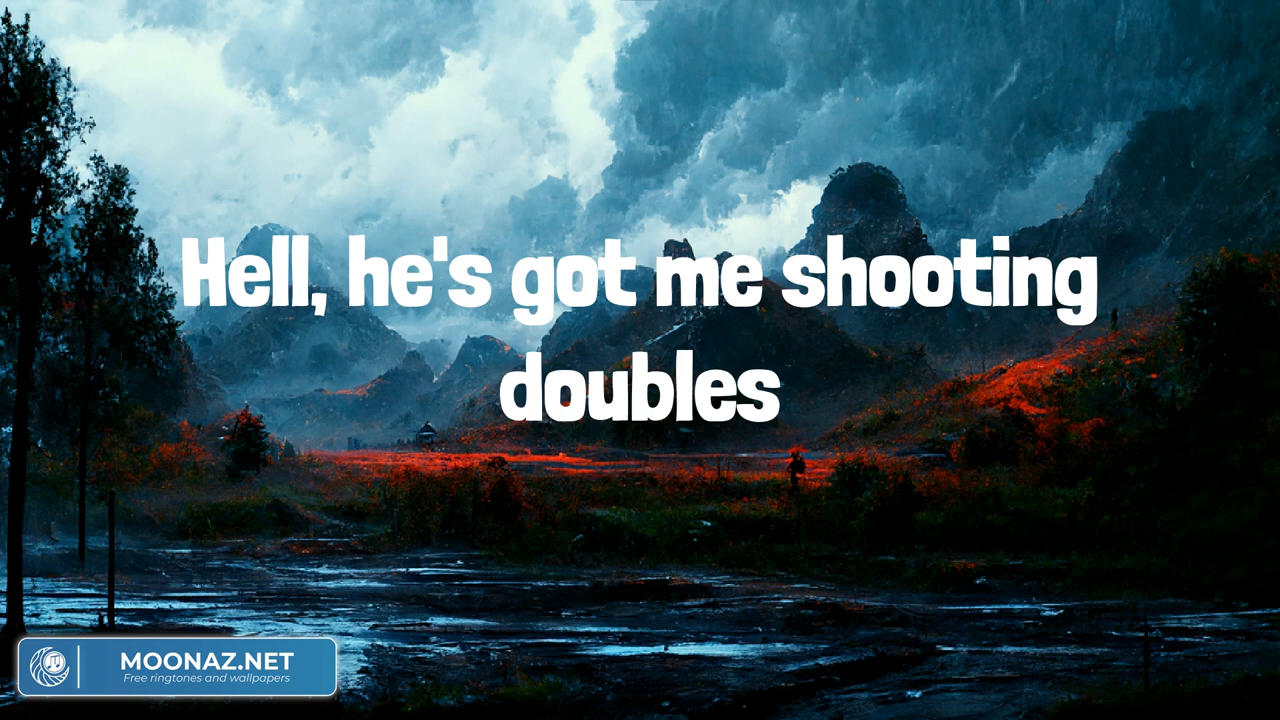 Hell, he's got me shooting
doubles
MOONAZ.NET
Free ringtones and wallpapers